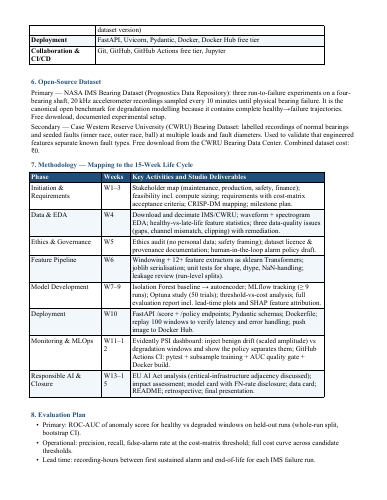 dataset version)
Deployment FastAPI, Uvicorn, Pydantic, Docker, Docker Hub free tier
Collaboration & Git, GitHub, GitHub Actions free tier, Jupyter
CI/CD
6. Open-Source Dataset
Primary — NASA IMS Bearing Dataset (Prognostics Data Repository): three run-to-failure experiments on a four-
bearing shaft, 20 kHz accelerometer recordings sampled every 10 minutes until physical bearing failure. It is the
canonical open benchmark for degradation modelling because it contains complete healthy→failure trajectories.
Free download, documented experimental setup.
Secondary — Case Western Reserve University (CWRU) Bearing Dataset: labelled recordings of normal bearings
and seeded faults (inner race, outer race, ball) at multiple loads and fault diameters. Used to validate that engineered
features separate known fault types. Free download from the CWRU Bearing Data Center. Combined dataset cost:
₹0.
7. Methodology — Mapping to the 15-Week Life Cycle
Phase Weeks Key Activities and Studio Deliverables
Initiation & W1–3 Stakeholder map (maintenance, production, safety, finance);
Requirements feasibility incl. compute sizing; requirements with cost-matrix
acceptance criteria; CRISP-DM mapping; milestone plan.
Data & EDA W4 Download and decimate IMS/CWRU; waveform + spectrogram
EDA; healthy-vs-late-life feature statistics; three data-quality issues
(gaps, channel mismatch, clipping) with remediation.
Ethics & Governance W5 Ethics audit (no personal data; safety framing); dataset licence &
provenance documentation; human-in-the-loop alarm policy draft.
Feature Pipeline W6 Windowing + 12+ feature extractors as sklearn Transformers;
joblib serialisation; unit tests for shape, dtype, NaN-handling;
leakage review (run-level splits).
Model Development W7–9 Isolation Forest baseline → autoencoder; MLflow tracking (≥ 9
runs); Optuna study (50 trials); threshold-vs-cost analysis; full
evaluation report incl. lead-time plots and SHAP feature attribution.
Deployment W10 FastAPI /score + /policy endpoints; Pydantic schemas; Dockerfile;
replay 100 windows to verify latency and error handling; push
image to Docker Hub.
Monitoring & MLOps W11–1 Evidently PSI dashboard: inject benign drift (scaled amplitude) vs
2 degradation windows and show the policy separates them; GitHub
Actions CI: pytest + subsample training + AUC quality gate +
Docker build.
Responsible AI & W13–1 EU AI Act analysis (critical-infrastructure adjacency discussed);
Closure 5 impact assessment; model card with FN-rate disclosure; data card;
README; retrospective; final presentation.
8. Evaluation Plan
• Primary: ROC-AUC of anomaly score for healthy vs degraded windows on held-out runs (whole-run split,
bootstrap CI).
• Operational: precision, recall, false-alarm rate at the cost-matrix threshold; full cost curve across candidate
thresholds.
• Lead time: recording-hours between first sustained alarm and end-of-life for each IMS failure run.